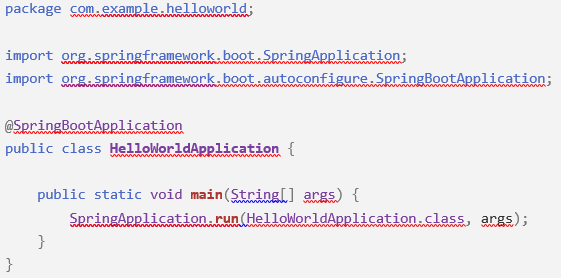 package com.example.helloworld;
import org.springframework.boot.SpringApplication;
import org.springframework.boot.autoconfigure.SpringBootApplication;
@SpringBootApplication
public class HelloWorldApplication {
public static void main(String[] args) {
SpringApplication.run(HelloWorldApplication.class, args);
}
}